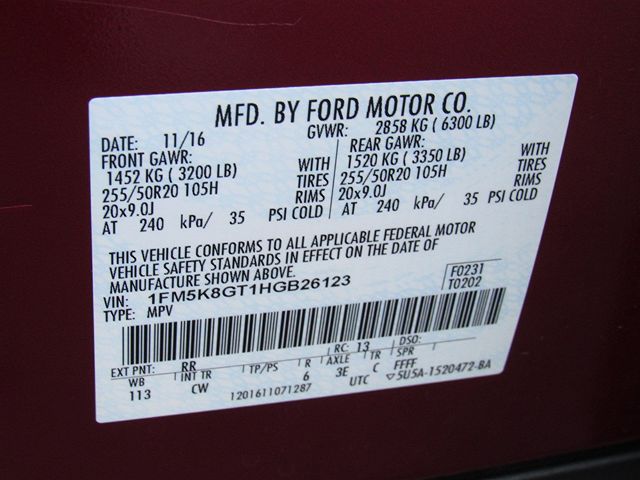 MFD. BY FORD MOTOR CO.
DATE: 11/16 GVWR: 2858 KG ( 6300 LB)
FRONT GAWR: REAR GAWR:
1452 KG ( 3200 LB) WITH 1520 KG ( 3350 LB) WITH
255/50R20 105H TIRES 255/50R20 105H TIRES
20x9.0J RIMS 20x9.0J RIMS
AT 240 kPa/ 35 PSI COLD AT 240 kPa/ 35 PSI COLD
THIS VEHICLE CONFORMS TO ALL APPLICABLE FEDERAL MOTOR
VEHICLE SAFETY STANDARDS IN EFFECT ON THE DATE OF
MANUFACTURE SHOWN ABOVE.
VIN: 1FM5K8GT1HGB26123 F0231
TYPE: MPV T0202
EXT PNT: RR RC: 13 DSO:
WB INT TR TP/PS R AXLE TR SPR
113 CW 6 3E C FFFF
1201611071287 UTC ▽5U5A-1520472-BA